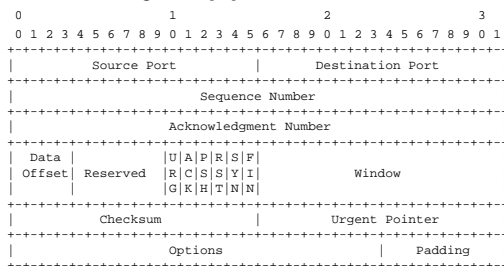 0 1 2 3
0 1 2 3 4 5 6 7 8 9 0 1 2 3 4 5 6 7 8 9 0 1 2 3 4 5 6 7 8 9 0 1
+-+-+-+-+-+-+-+-+-+-+-+-+-+-+-+-+-+-+-+-+-+-+-+-+-+-+-+-+-+-+-+-
| Source Port | Destination Port
+-+-+-+-+-+-+-+-+-+-+-+-+-+-+-+-+-+-+-+-+-+-+-+-+-+-+-+-+-+-+-+-
| Sequence Number
+-+-+-+-+-+-+-+-+-+-+-+-+-+-+-+-+-+-+-+-+-+-+-+-+-+-+-+-+-+-+-+-
| Acknowledgment Number
+-+-+-+-+-+-+-+-+-+-+-+-+-+-+-+-+-+-+-+-+-+-+-+-+-+-+-+-+-+-+-+-
| Data | |U|A|P|R|S|F|
| Offset| Reserved |R|C|S|S|Y|I| Window
| | |G|K|H|T|N|N|
+-+-+-+-+-+-+-+-+-+-+-+-+-+-+-+-+-+-+-+-+-+-+-+-+-+-+-+-+-+-+-+-
| Checksum | Urgent Pointer
+-+-+-+-+-+-+-+-+-+-+-+-+-+-+-+-+-+-+-+-+-+-+-+-+-+-+-+-+-+-+-+-
| Options | Padding
+-+-+-+-+-+-+-+-+-+-+-+-+-+-+-+-+-+-+-+-+-+-+-+-+-+-+-+-+-+-+-+-